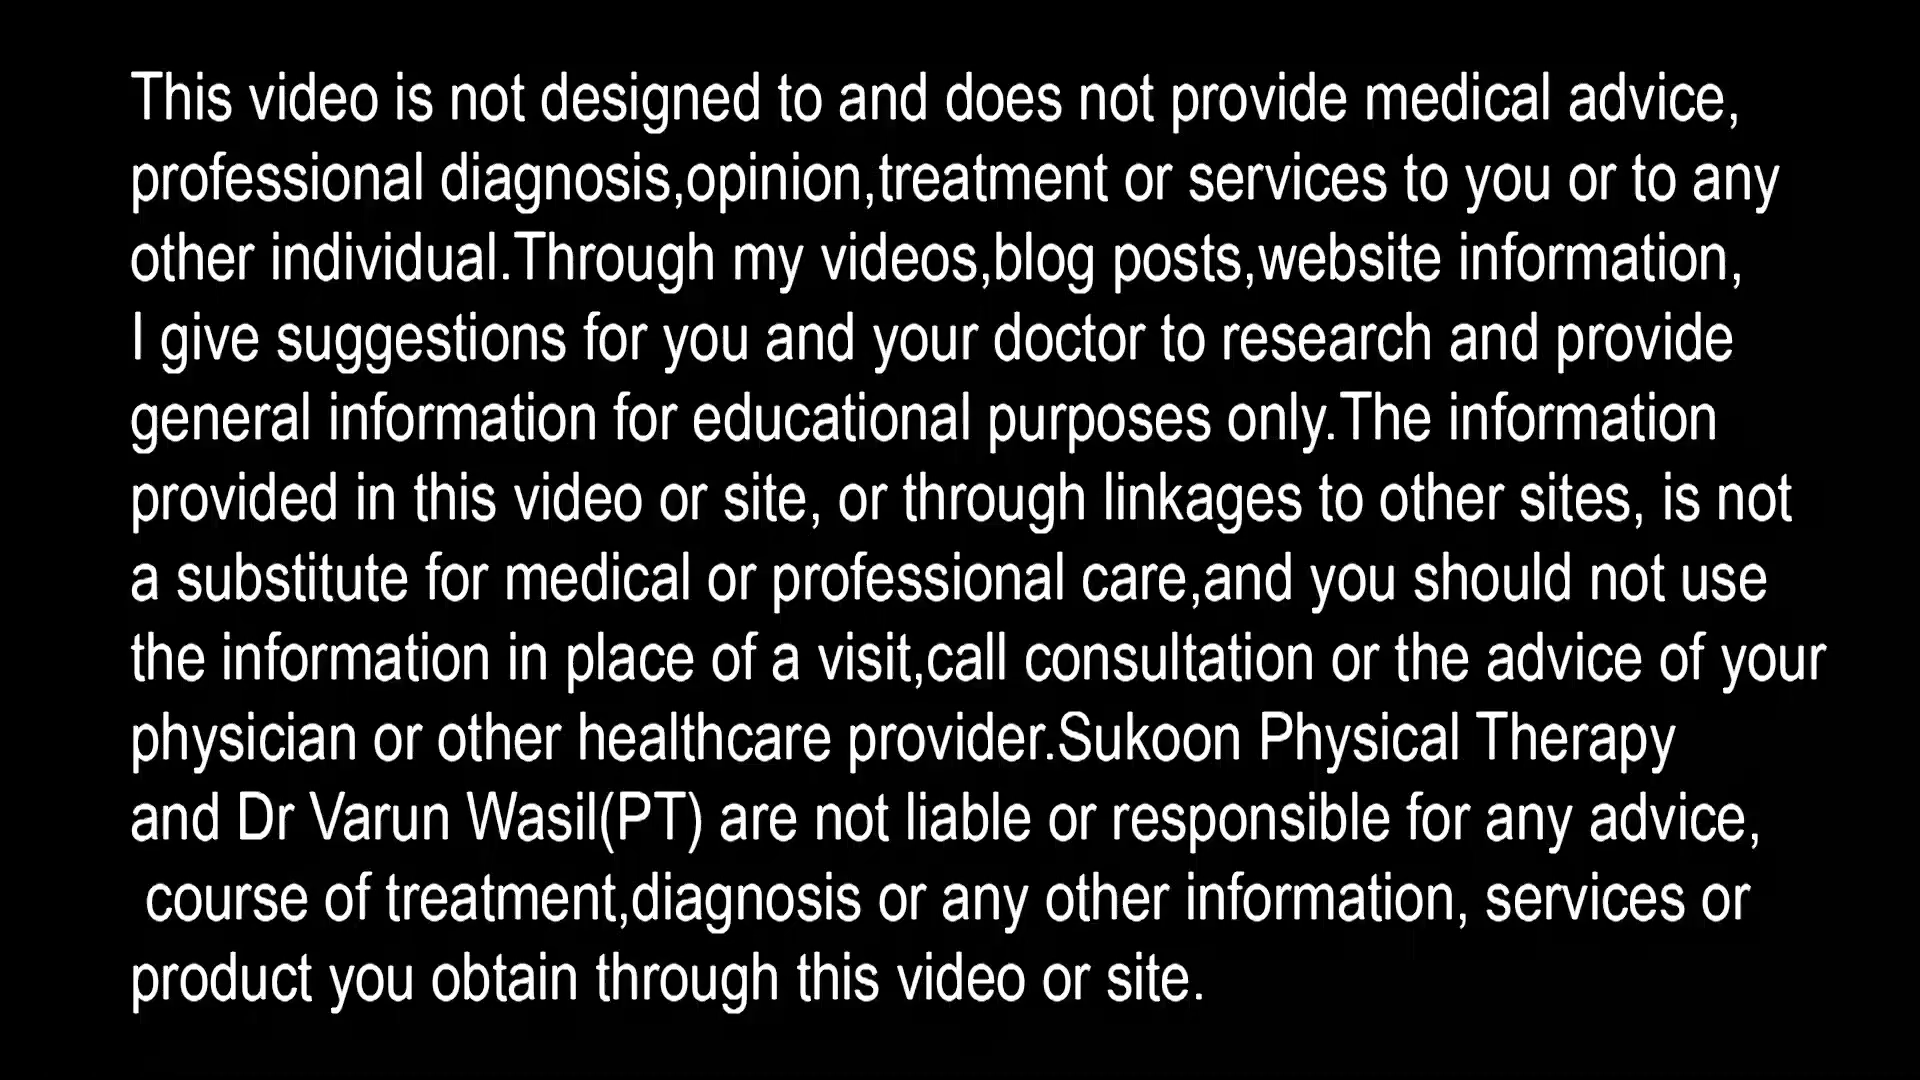 This video is not designed to and does not provide medical advice,
professional diagnosis,opinion,treatment or services to you or to any
other individual.Through my videos,blog posts,website information,
I give suggestions for you and your doctor to research and provide
general information for educational purposes only.The information
provided in this video or site, or through linkages to other sites, is not
a substitute for medical or professional care,and you should not use
the information in place of a visit,call consultation or the advice of your
physician or other healthcare provider.Sukoon Physical Therapy
and Dr Varun Wasil(PT) are not liable or responsible for any advice,
course of treatment,diagnosis or any other information, services or
product you obtain through this video or site.